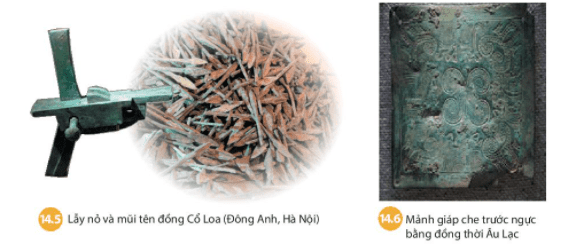 14.5 Lẫy nỏ và mũi tên đồng Cổ Loa (Đông Anh, Hà Nội)
14.6 Mảnh giáp che trước ngực
bằng đồng thời Âu Lạc